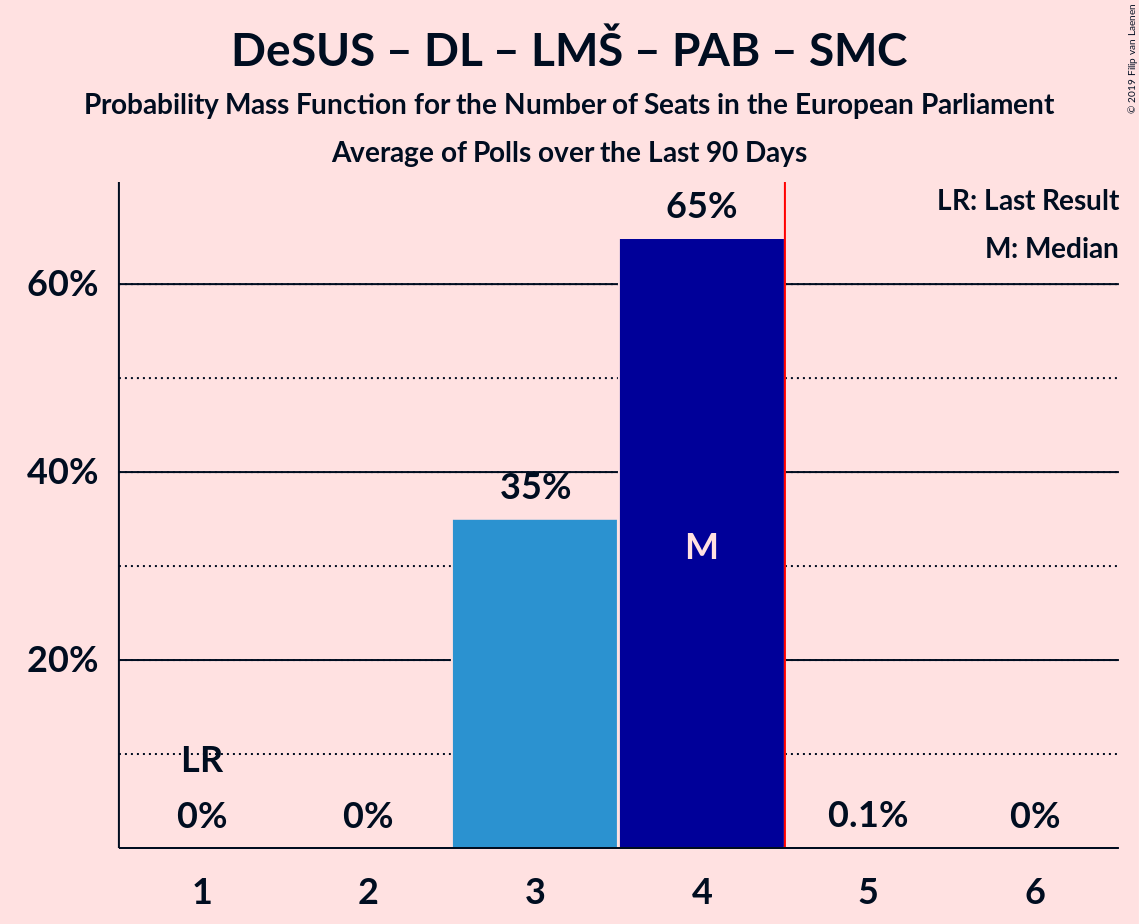 DeSUS – DL – LMŠ – PAB – SMC
Probability Mass Function for the Number of Seats in the European Parliament
Average of Polls over the Last 90 Days
© 2019 Filip van Laenen
LR: Last Result
M: Median
65%
60%
40%
35%
M
20%
LR
0%
0%
0.1%
0%
1
2
3
4
5
6